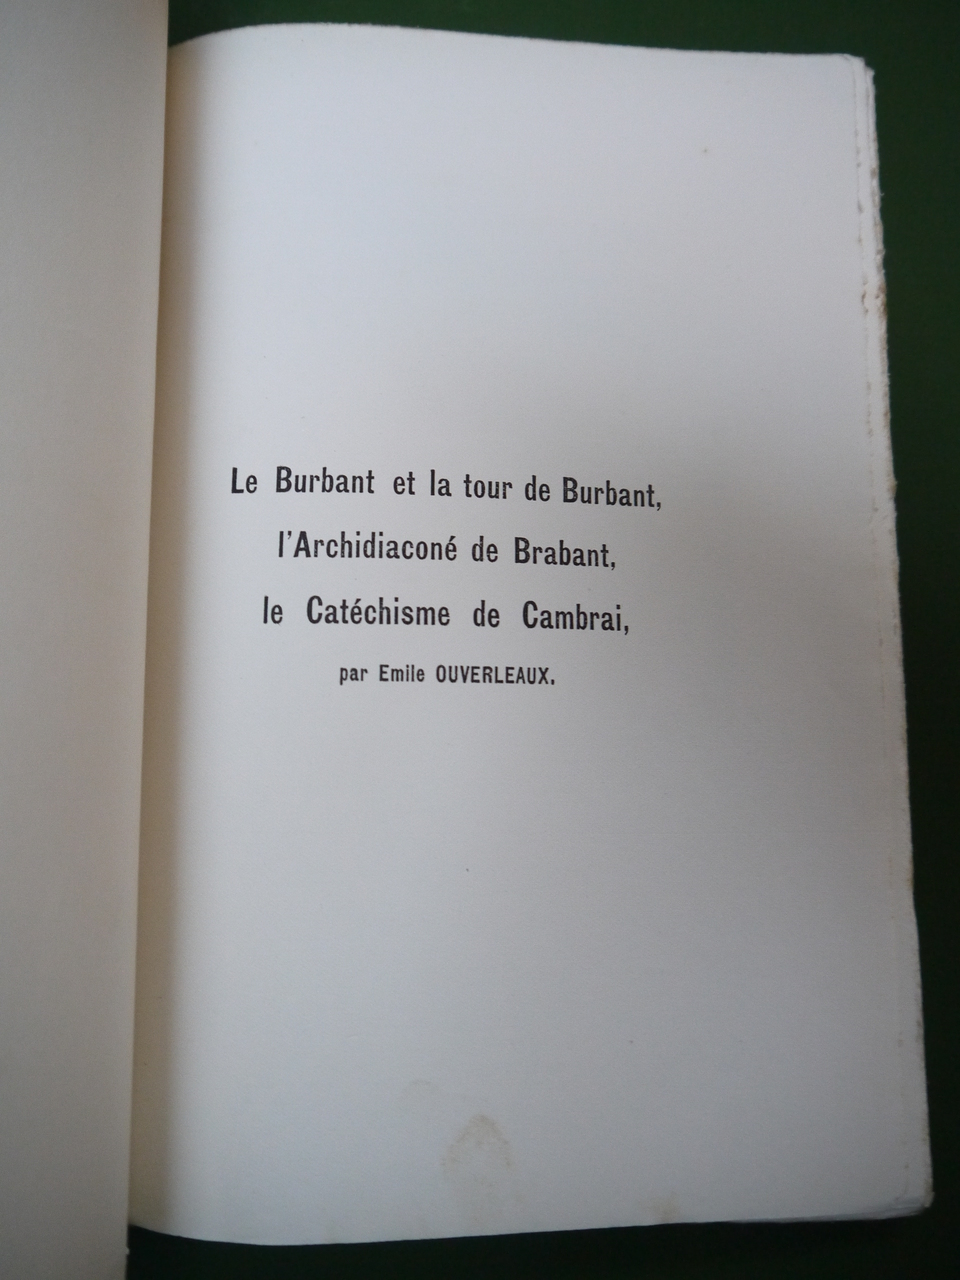 Le Burbant et la tour de Burbant,
l'Archidiaconé de Brabant,
le Catéchisme de Cambrai,
par Emile OUVERLEAUX.